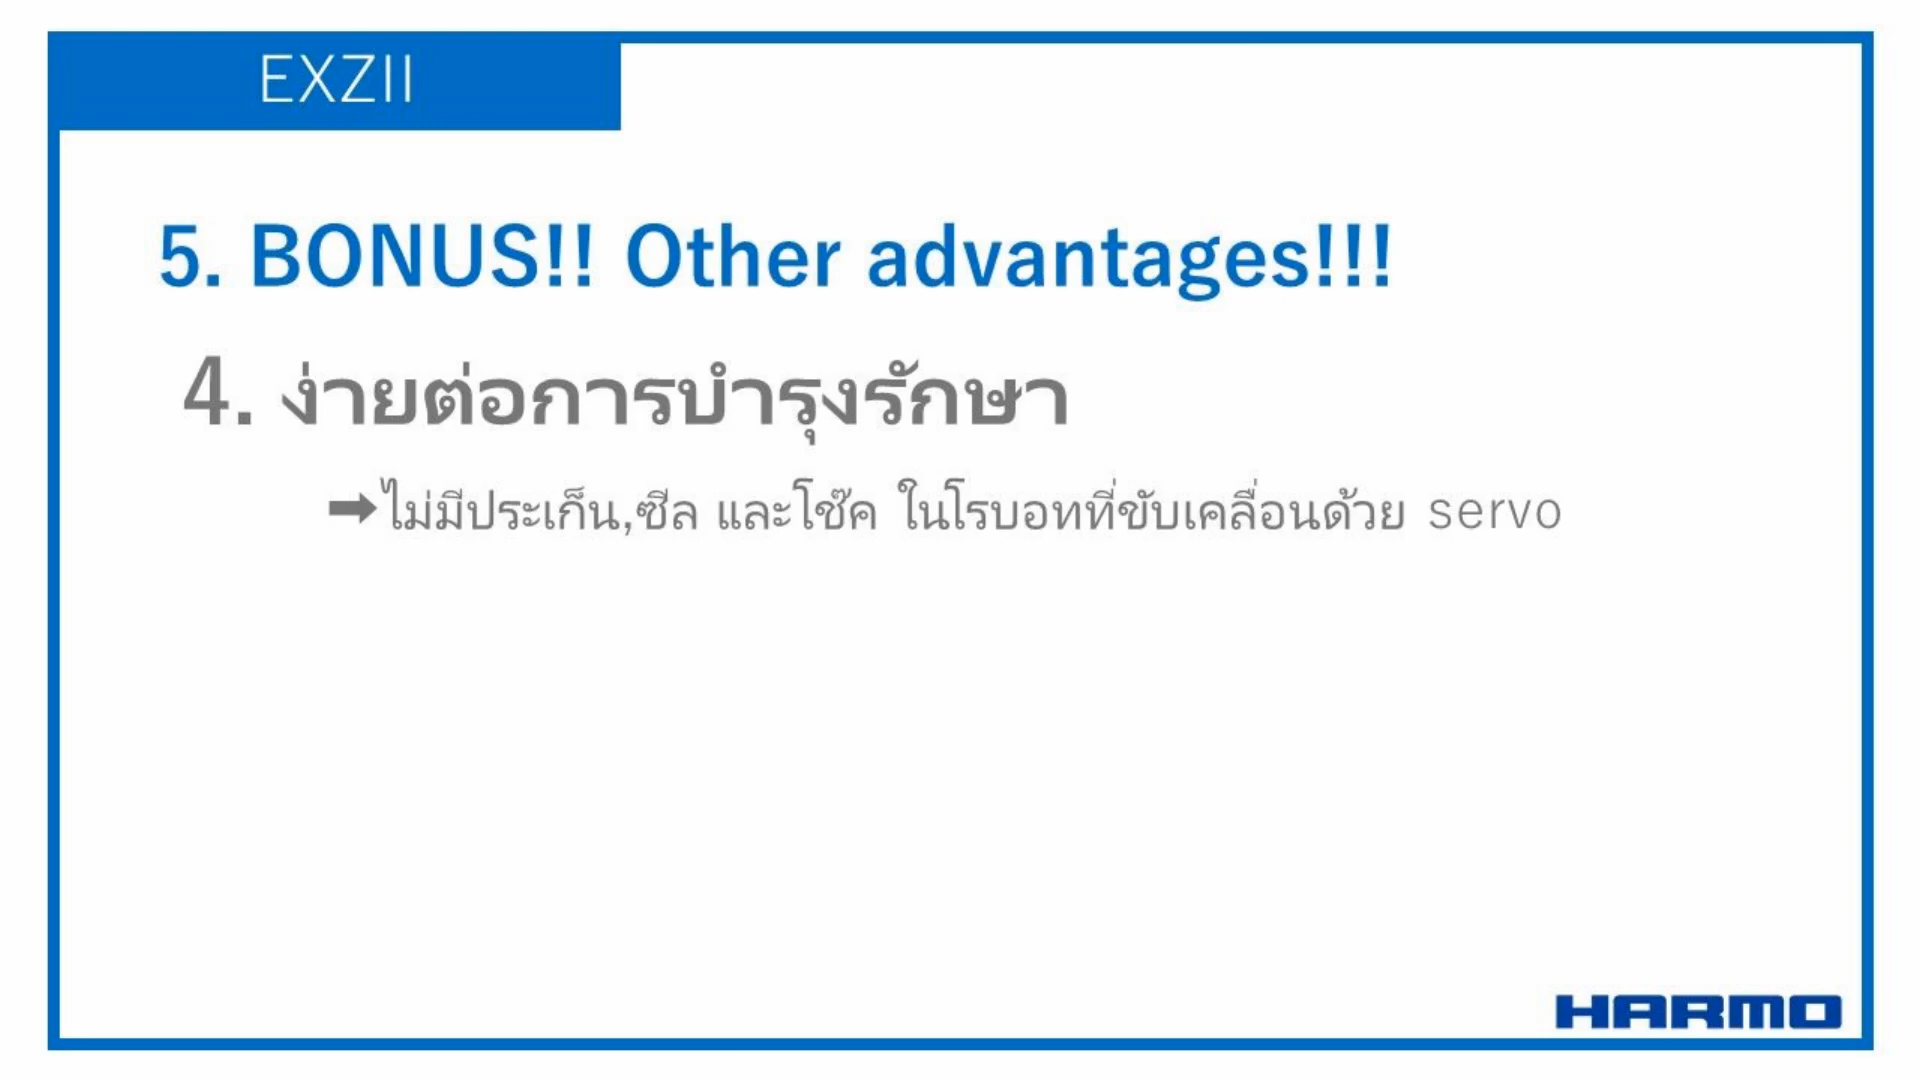 EXZII
5. BONUS!! Other advantages!!!
4. ง่ายต่อการบำรุงรักษา
➡ไม่มีประเก็น,ซีล และโช๊ค ในโรบอทที่ขับเคลื่อนด้วย servo
HARMO